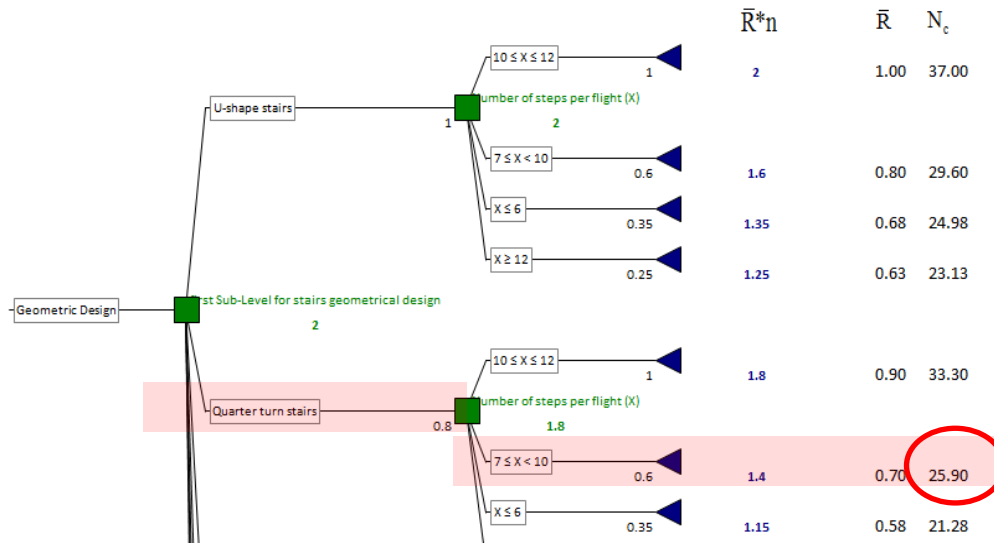 R̄*n R̄ N_c
10 ≤ X ≤ 12
1 2 1.00 37.00
Number of steps per flight (X)
U-shape stairs
1 2
7 ≤ X < 10
0.6 1.6 0.80 29.60
X ≤ 6
0.35 1.35 0.68 24.98
X ≥ 12
0.25 1.25 0.63 23.13
First Sub-Level for stairs geometrical design
Geometric Design
2
10 ≤ X ≤ 12
1 1.8 0.90 33.30
Number of steps per flight (X)
Quarter turn stairs
0.8 1.8
7 ≤ X < 10
0.6 1.4 0.70 25.90
X ≤ 6
0.35 1.15 0.58 21.28